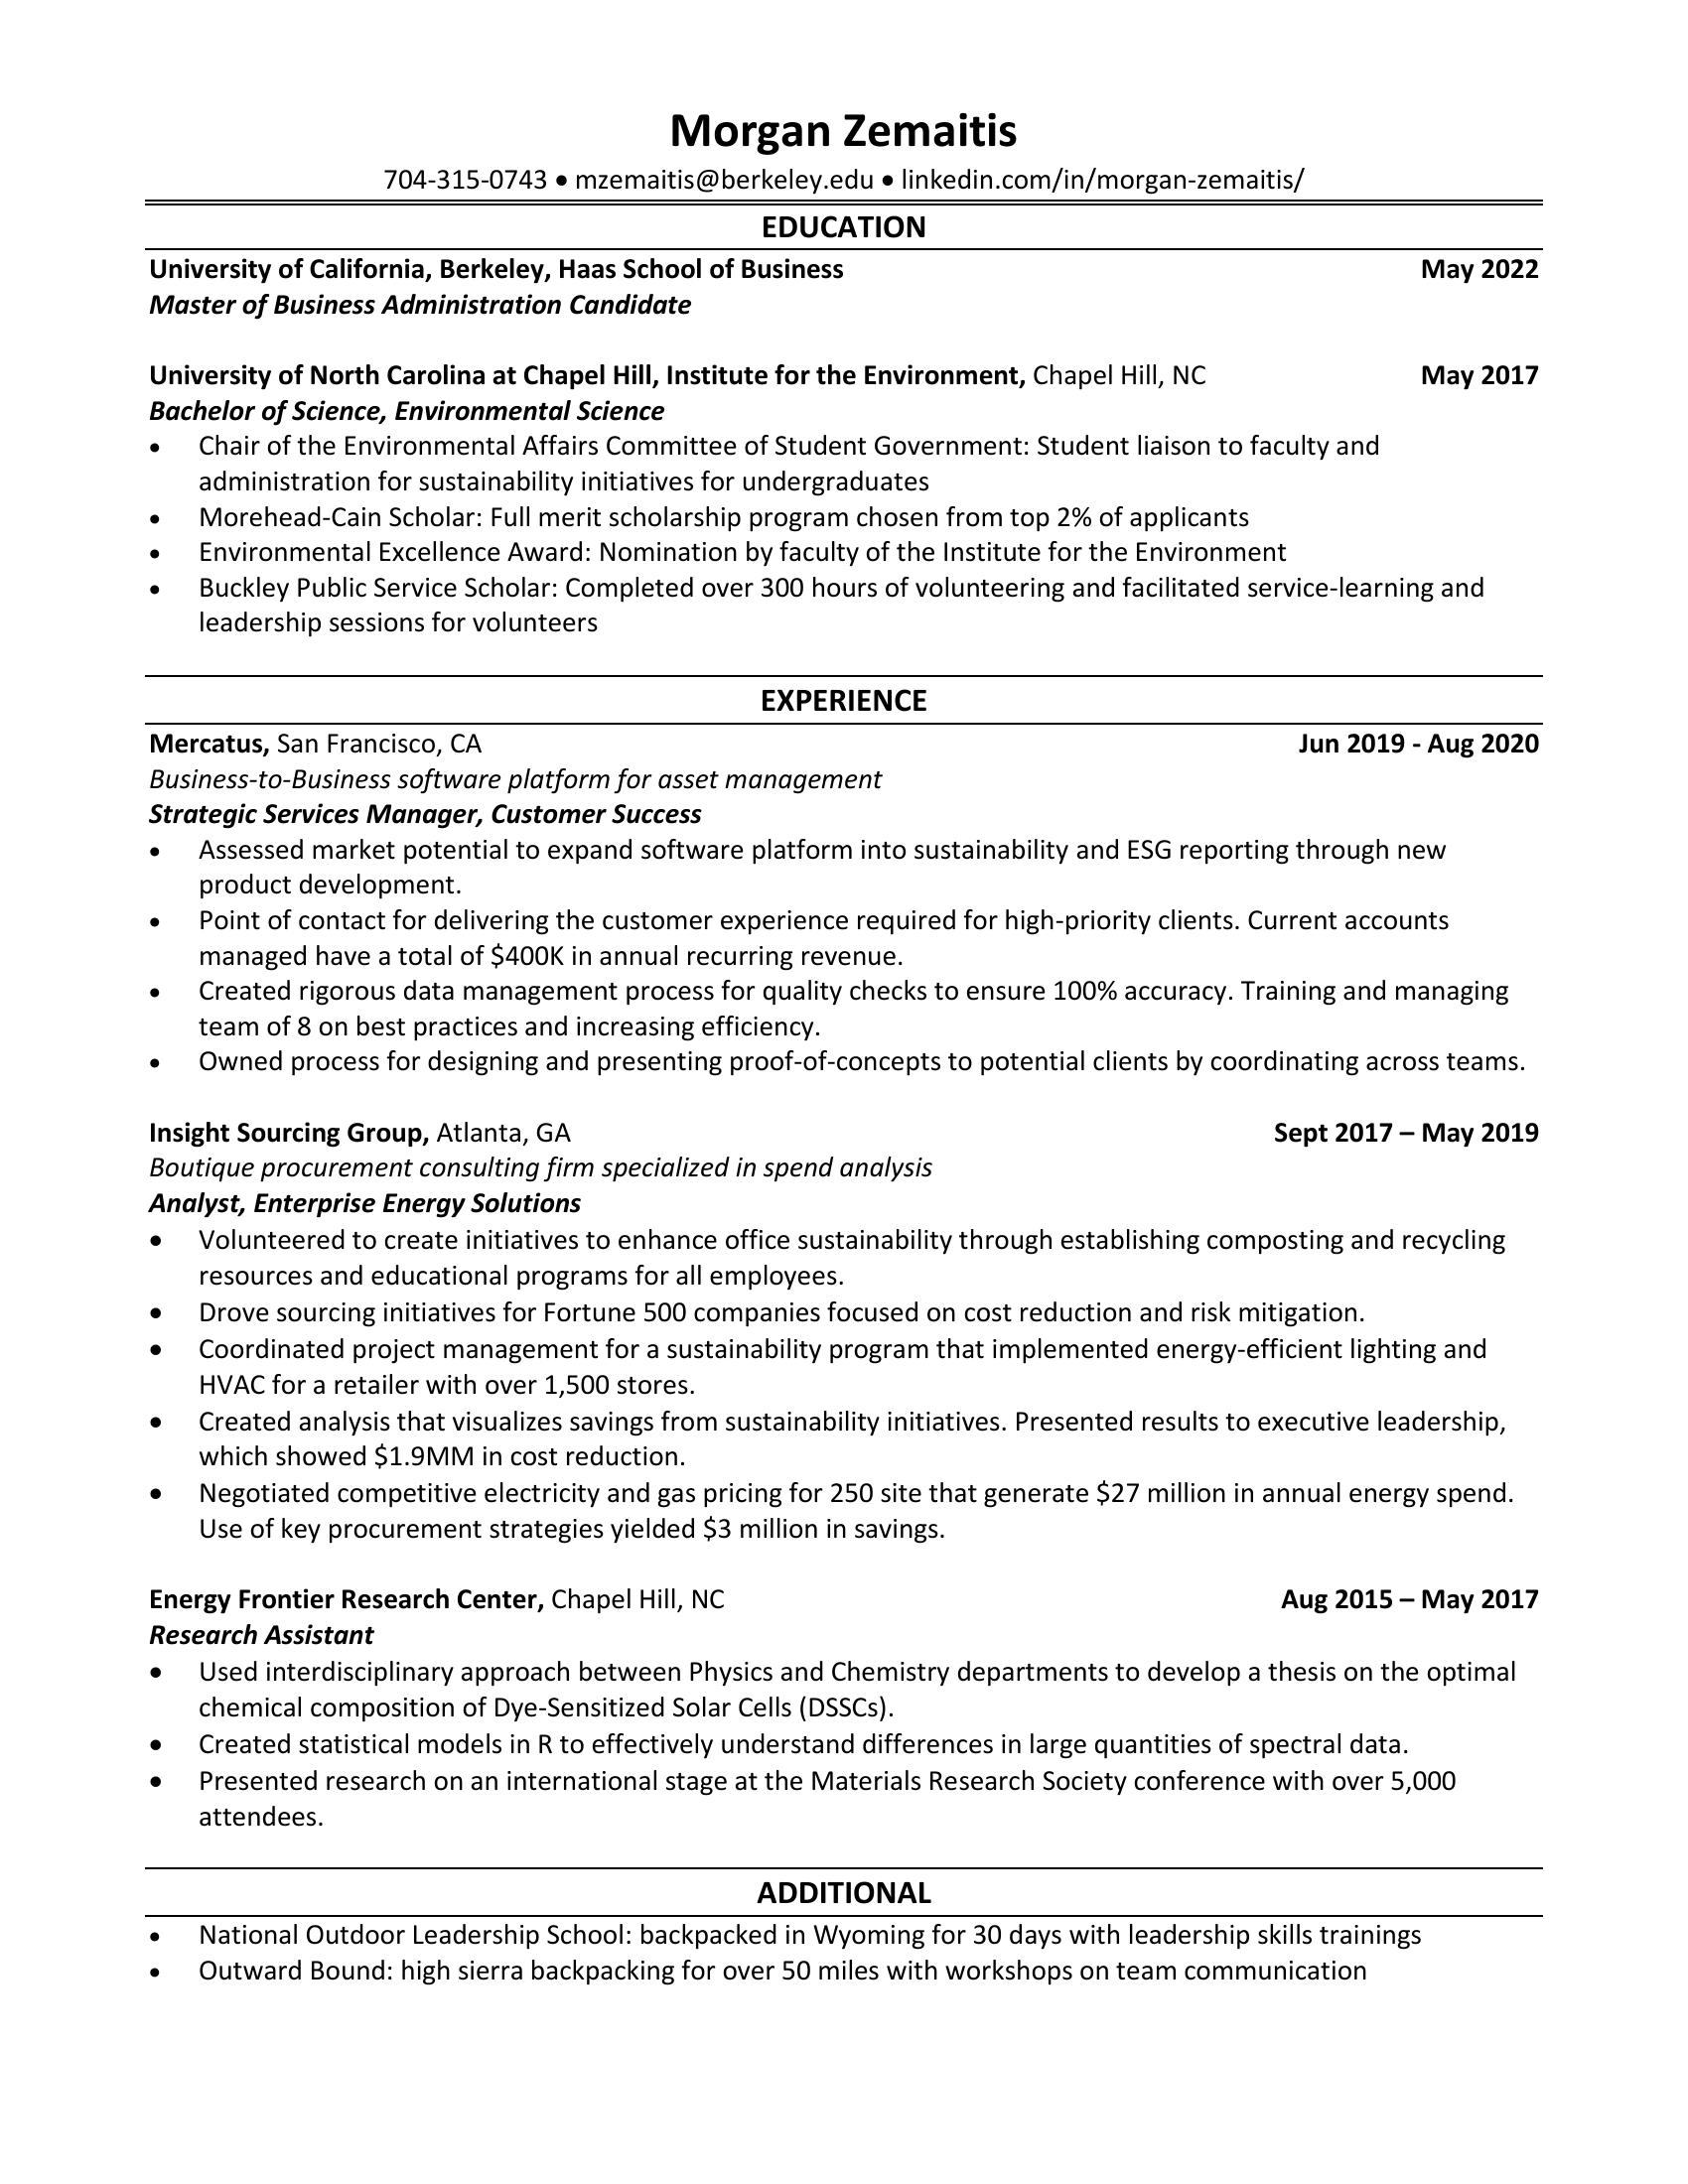 Morgan Zemaitis
704-315-0743 • mzemaitis@berkeley.edu • linkedin.com/in/morgan-zemaitis/
EDUCATION
University of California, Berkeley, Haas School of Business May 2022
Master of Business Administration Candidate
University of North Carolina at Chapel Hill, Institute for the Environment, Chapel Hill, NC May 2017
Bachelor of Science, Environmental Science
• Chair of the Environmental Affairs Committee of Student Government: Student liaison to faculty and
administration for sustainability initiatives for undergraduates
• Morehead-Cain Scholar: Full merit scholarship program chosen from top 2% of applicants
• Environmental Excellence Award: Nomination by faculty of the Institute for the Environment
• Buckley Public Service Scholar: Completed over 300 hours of volunteering and facilitated service-learning and
leadership sessions for volunteers
EXPERIENCE
Mercatus, San Francisco, CA Jun 2019 - Aug 2020
Business-to-Business software platform for asset management
Strategic Services Manager, Customer Success
• Assessed market potential to expand software platform into sustainability and ESG reporting through new
product development.
• Point of contact for delivering the customer experience required for high-priority clients. Current accounts
managed have a total of $400K in annual recurring revenue.
• Created rigorous data management process for quality checks to ensure 100% accuracy. Training and managing
team of 8 on best practices and increasing efficiency.
• Owned process for designing and presenting proof-of-concepts to potential clients by coordinating across teams.
Insight Sourcing Group, Atlanta, GA Sept 2017 – May 2019
Boutique procurement consulting firm specialized in spend analysis
Analyst, Enterprise Energy Solutions
• Volunteered to create initiatives to enhance office sustainability through establishing composting and recycling
resources and educational programs for all employees.
• Drove sourcing initiatives for Fortune 500 companies focused on cost reduction and risk mitigation.
• Coordinated project management for a sustainability program that implemented energy-efficient lighting and
HVAC for a retailer with over 1,500 stores.
• Created analysis that visualizes savings from sustainability initiatives. Presented results to executive leadership,
which showed $1.9MM in cost reduction.
• Negotiated competitive electricity and gas pricing for 250 site that generate $27 million in annual energy spend.
Use of key procurement strategies yielded $3 million in savings.
Energy Frontier Research Center, Chapel Hill, NC Aug 2015 – May 2017
Research Assistant
• Used interdisciplinary approach between Physics and Chemistry departments to develop a thesis on the optimal
chemical composition of Dye-Sensitized Solar Cells (DSSCs).
• Created statistical models in R to effectively understand differences in large quantities of spectral data.
• Presented research on an international stage at the Materials Research Society conference with over 5,000
attendees.
ADDITIONAL
• National Outdoor Leadership School: backpacked in Wyoming for 30 days with leadership skills trainings
• Outward Bound: high sierra backpacking for over 50 miles with workshops on team communication